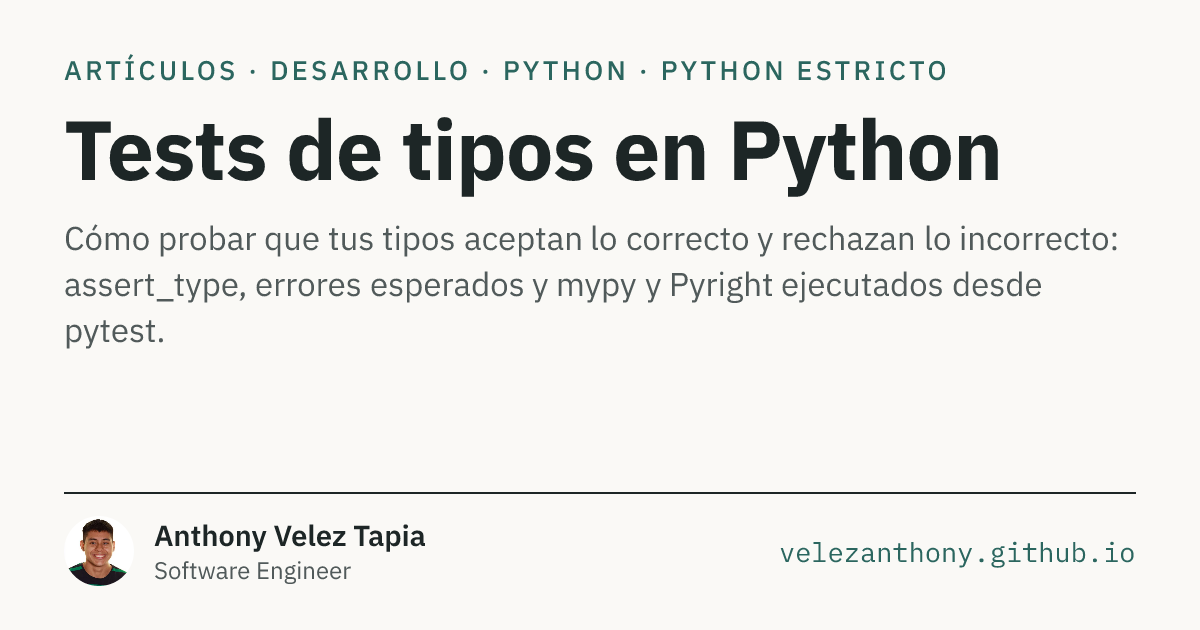 ARTÍCULOS · DESARROLLO · PYTHON · PYTHON ESTRICTO
Tests de tipos en Python
Cómo probar que tus tipos aceptan lo correcto y rechazan lo incorrecto:
assert_type, errores esperados y mypy y Pyright ejecutados desde
pytest.
Anthony Velez Tapia
Software Engineer
velezanthony.github.io